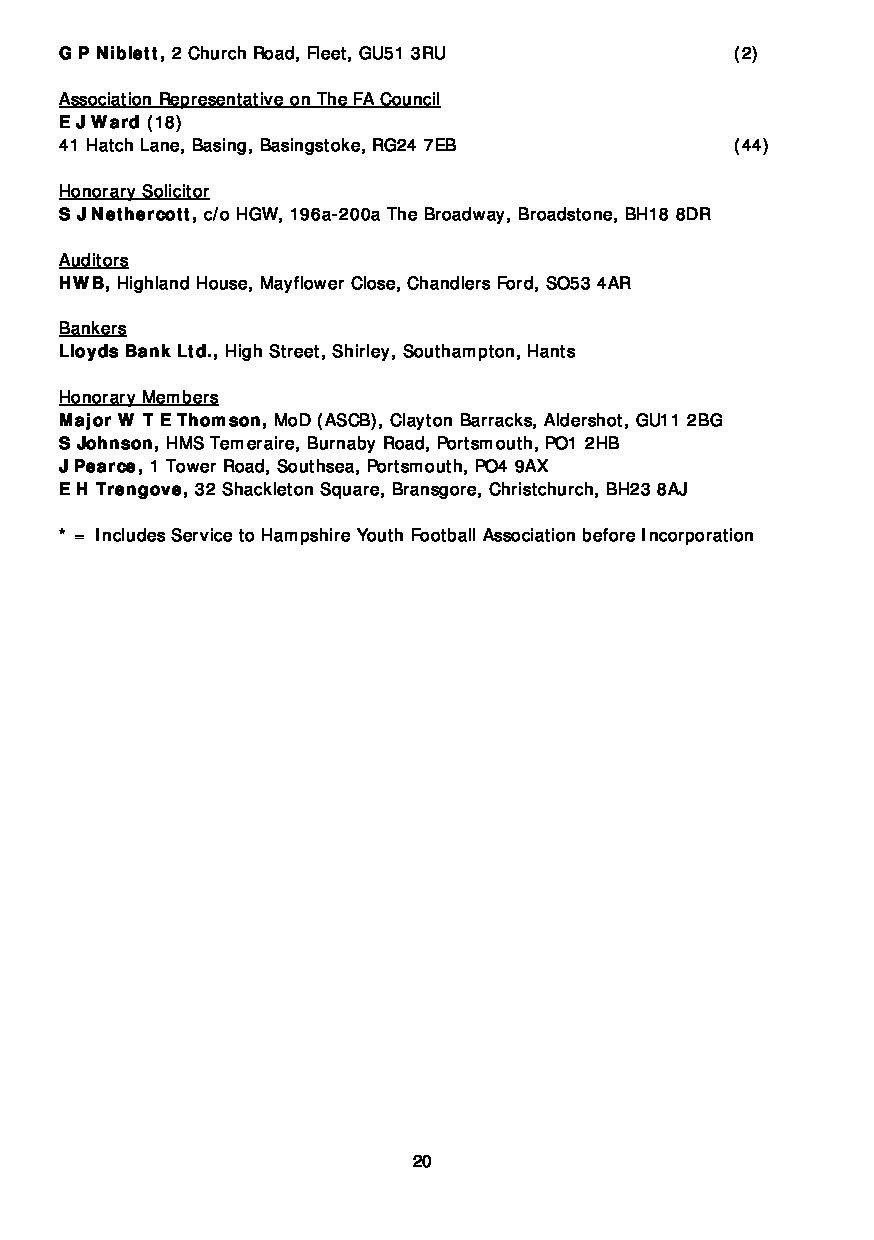 G P Niblett, 2 Church Road, Fleet, GU51 3RU (2)
Association Representative on The FA Council
E J Ward (18)
41 Hatch Lane, Basing, Basingstoke, RG24 7EB (44)
Honorary Solicitor
S J Nethercott, c/o HGW, 196a-200a The Broadway, Broadstone, BH18 8DR
Auditors
HWB, Highland House, Mayflower Close, Chandlers Ford, SO53 4AR
Bankers
Lloyds Bank Ltd., High Street, Shirley, Southampton, Hants
Honorary Members
Major W T E Thomson, MoD (ASCB), Clayton Barracks, Aldershot, GU11 2BG
S Johnson, HMS Temeraire, Burnaby Road, Portsmouth, PO1 2HB
J Pearce, 1 Tower Road, Southsea, Portsmouth, PO4 9AX
E H Trengove, 32 Shackleton Square, Bransgore, Christchurch, BH23 8AJ
* = Includes Service to Hampshire Youth Football Association before Incorporation
20